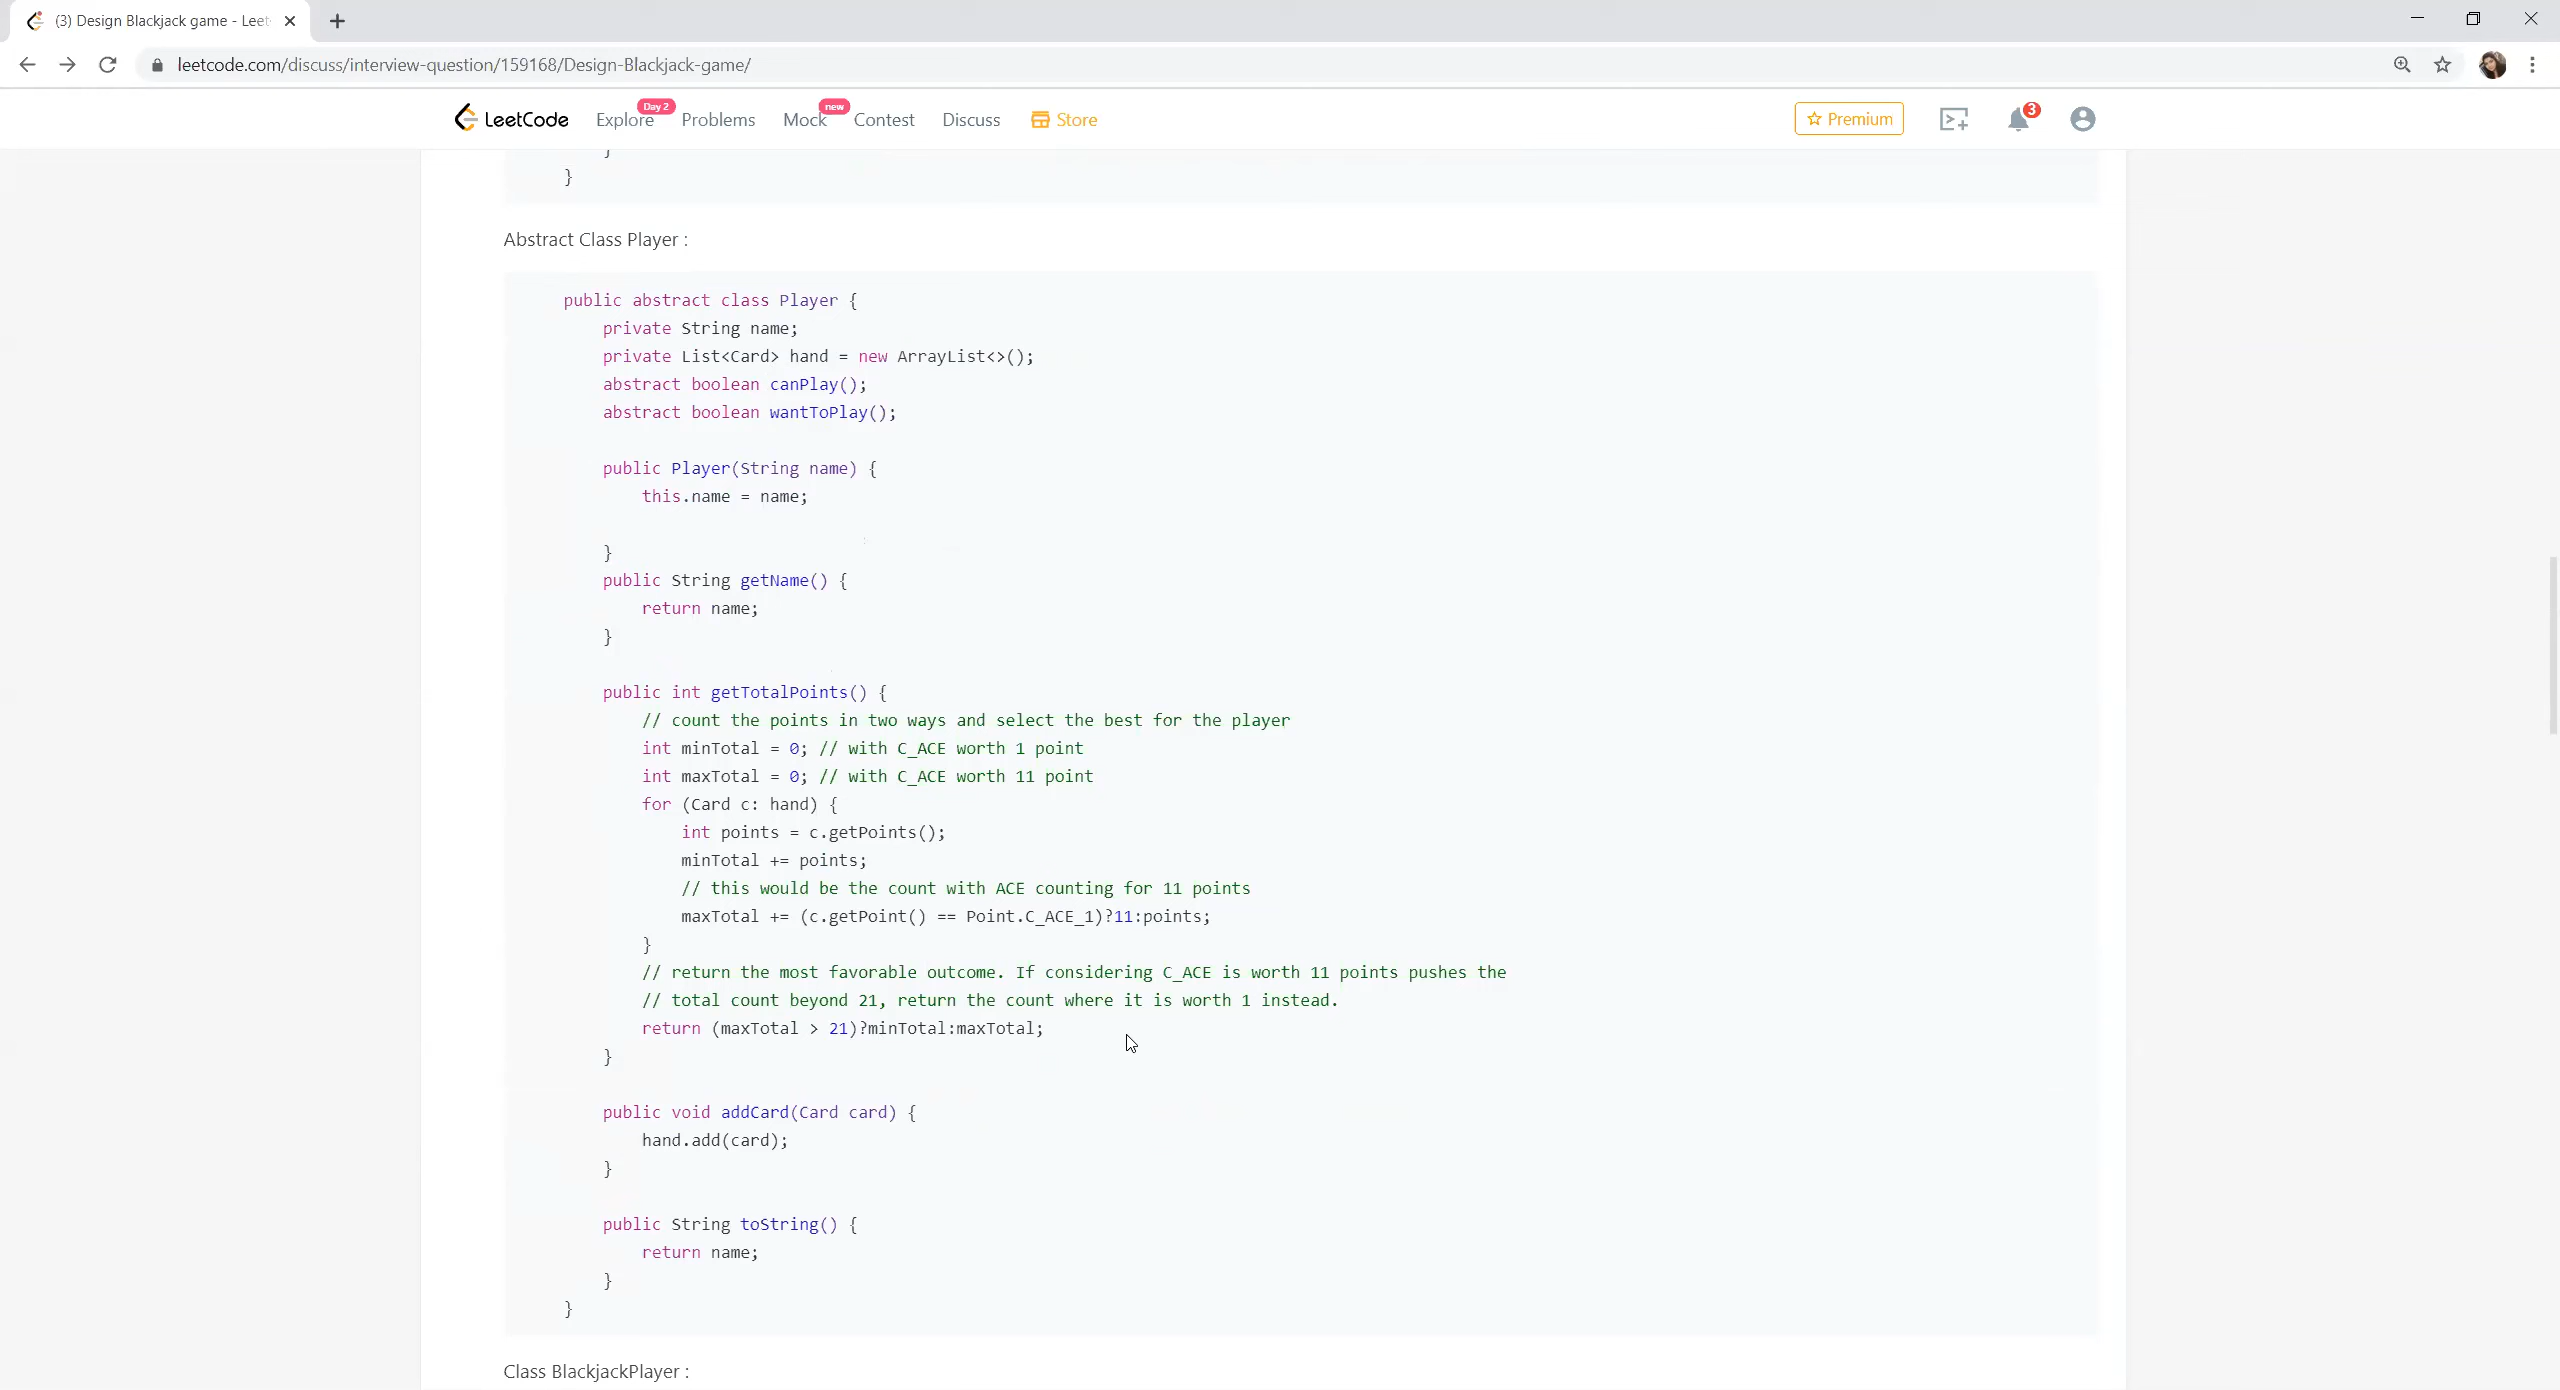 (3) Design Blackjack game - Leet
leetcode.com/discuss/interview-question/159168/Design-Blackjack-game/
LeetCode Explore Day 2 Problems Mock new Contest Discuss Store Premium 3
}
}
Abstract Class Player :
public abstract class Player {
private String name;
private List<Card> hand = new ArrayList<>();
abstract boolean canPlay();
abstract boolean wantToPlay();
public Player(String name) {
this.name = name;
}
public String getName() {
return name;
}
public int getTotalPoints() {
// count the points in two ways and select the best for the player
int minTotal = 0; // with C_ACE worth 1 point
int maxTotal = 0; // with C_ACE worth 11 point
for (Card c: hand) {
int points = c.getPoints();
minTotal += points;
// this would be the count with ACE counting for 11 points
maxTotal += (c.getPoint() == Point.C_ACE_1)?11:points;
}
// return the most favorable outcome. If considering C_ACE is worth 11 points pushes the
// total count beyond 21, return the count where it is worth 1 instead.
return (maxTotal > 21)?minTotal:maxTotal;
}
public void addCard(Card card) {
hand.add(card);
}
public String toString() {
return name;
}
}
Class BlackjackPlayer :